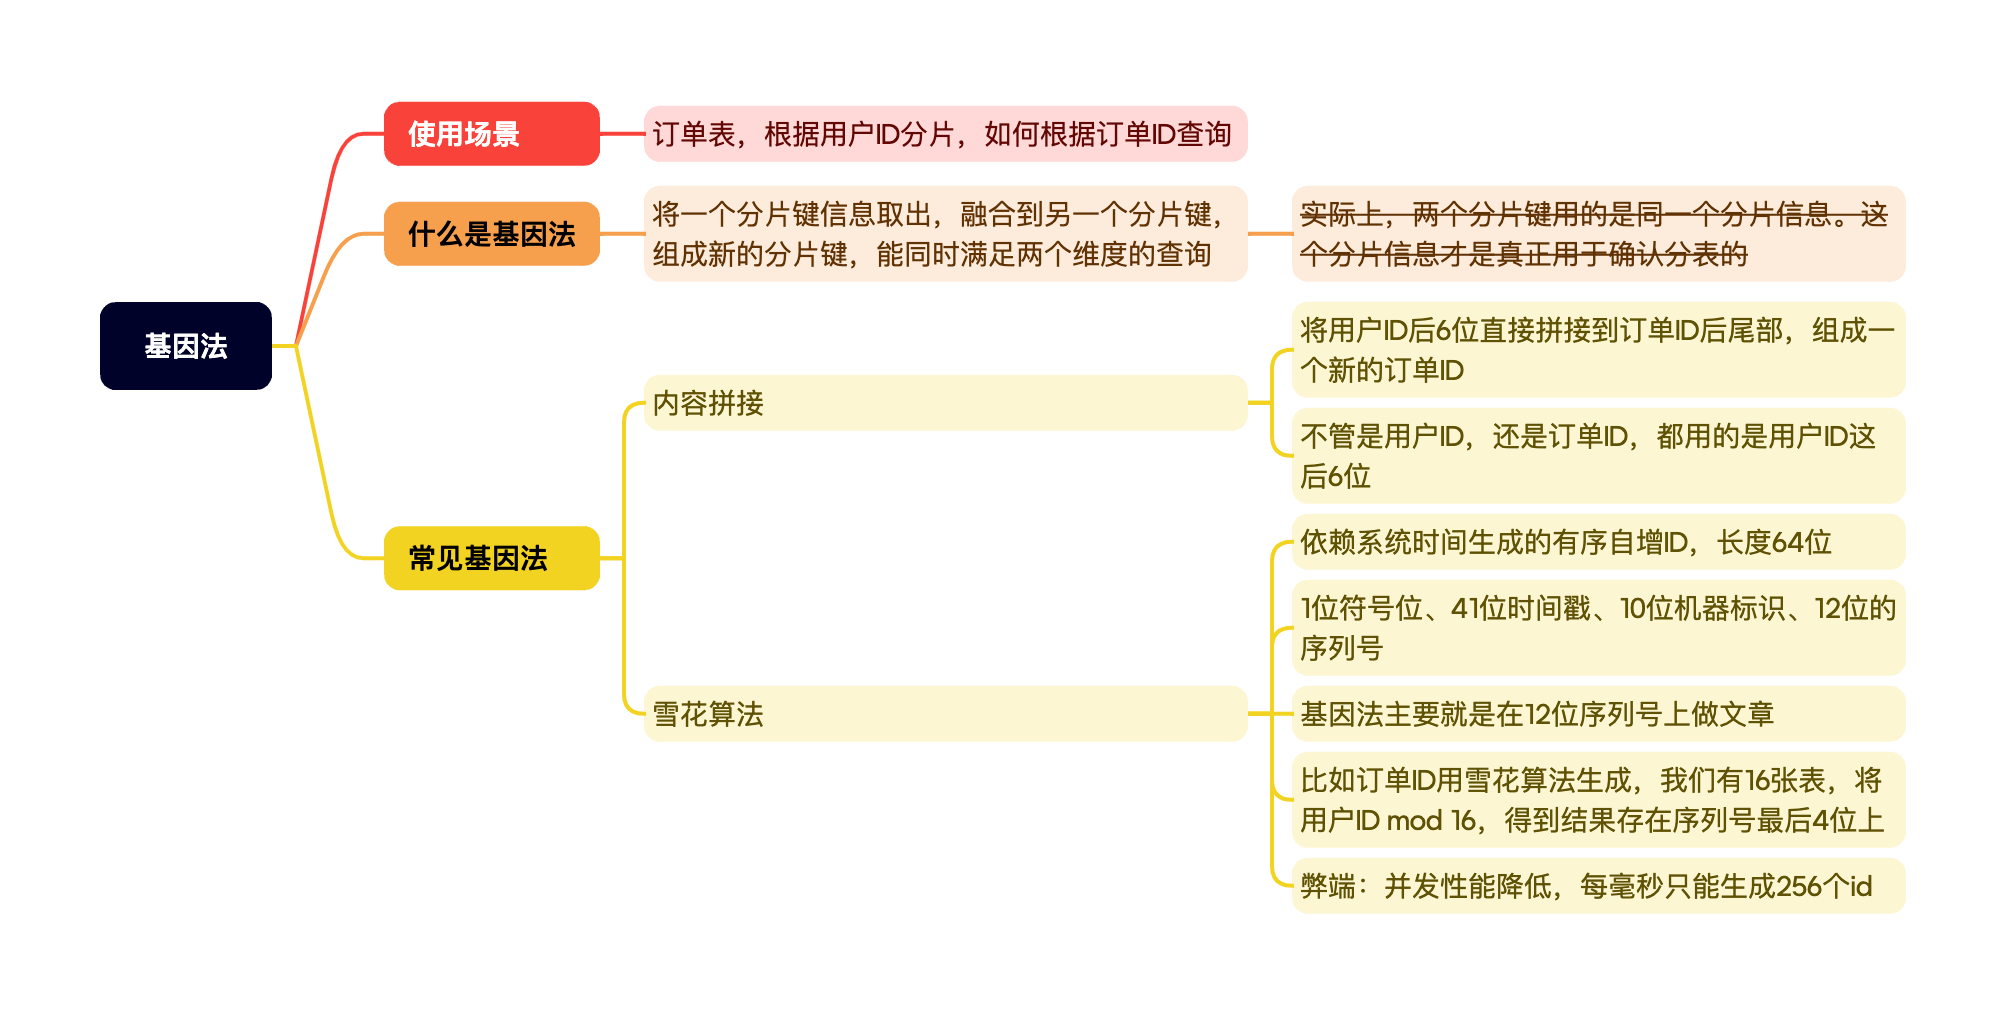 基因法
使用场景
订单表，根据用户ID分片，如何根据订单ID查询
什么是基因法
将一个分片键信息取出，融合到另一个分片键，
组成新的分片键，能同时满足两个维度的查询
实际上，两个分片键用的是同一个分片信息。这
个分片信息才是真正用于确认分表的
常见基因法
内容拼接
将用户ID后6位直接拼接到订单ID后尾部，组成一
个新的订单ID
不管是用户ID，还是订单ID，都用的是用户ID这
后6位
雪花算法
依赖系统时间生成的有序自增ID，长度64位
1位符号位、41位时间戳、10位机器标识、12位的
序列号
基因法主要就是在12位序列号上做文章
比如订单ID用雪花算法生成，我们有16张表，将
用户ID mod 16，得到结果存在序列号最后4位上
弊端：并发性能降低，每毫秒只能生成256个id